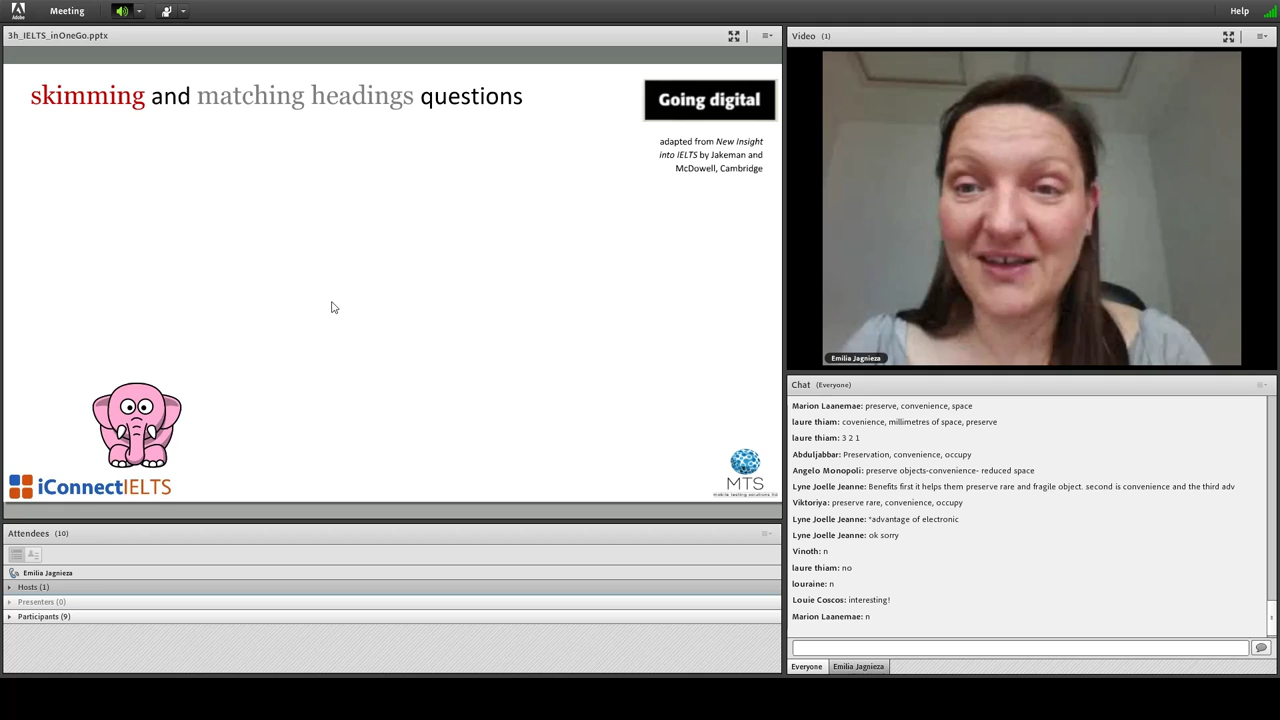 Adobe
Meeting
Help
3h_IELTS_inOneGo.pptx
skimming and matching headings questions
Going digital
adapted from New Insight
into IELTS by Jakeman and
McDowell, Cambridge
iConnectIELTS
MTS
mobile testing solutions ltd
Attendees (10)
Emilia Jagnieza
Hosts (1)
Presenters (0)
Participants (9)
Video (1)
Emilia Jagnieza
Chat (Everyone)
Marion Laanemae: preserve, convenience, space
laure thiam: covenience, millimetres of space, preserve
laure thiam: 3 2 1
Abduljabbar: Preservation, convenience, occupy
Angelo Monopoli: preserve objects-convenience- reduced space
Lyne Joelle Jeanne: Benefits first it helps them preserve rare and fragile object. second is convenience and the third adv
Viktoriya: preserve rare, convenience, occupy
Lyne Joelle Jeanne: *advantage of electronic
Lyne Joelle Jeanne: ok sorry
Vinoth: n
laure thiam: no
louraine: n
Louie Coscos: interesting!
Marion Laanemae: n
Everyone
Emilia Jagnieza